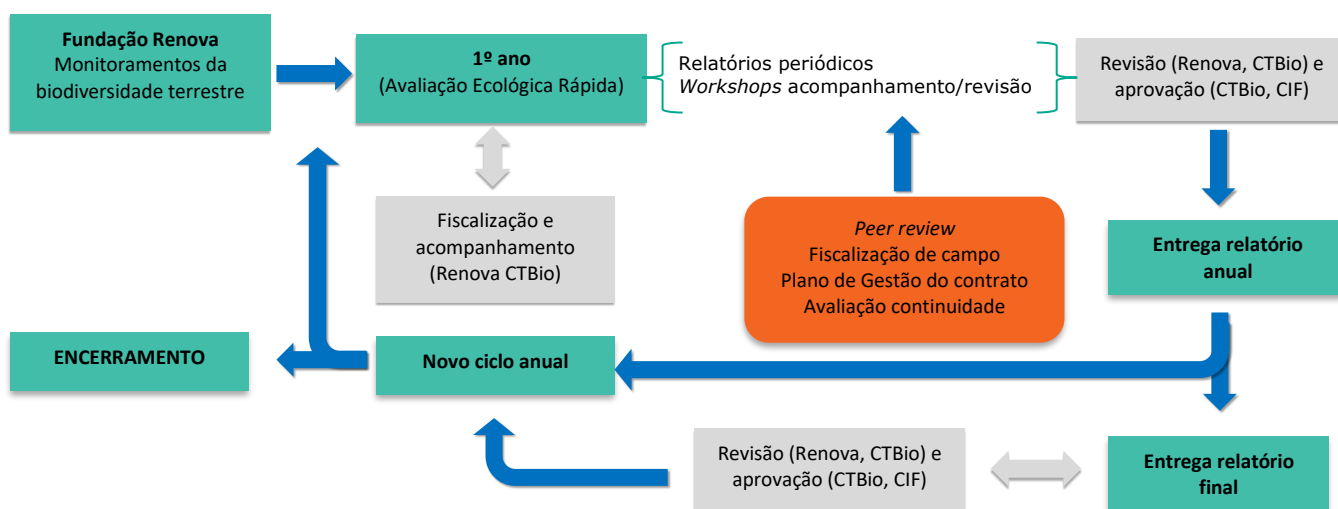 Fundação Renova
Monitoramentos da
biodiversidade terrestre
1º ano
(Avaliação Ecológica Rápida)
Relatórios periódicos
Workshops acompanhamento/revisão
Revisão (Renova, CTBio) e
aprovação (CTBio, CIF)
Fiscalização e
acompanhamento
(Renova CTBio)
Peer review
Fiscalização de campo
Plano de Gestão do contrato
Avaliação continuidade
Entrega relatório
anual
ENCERRAMENTO
Novo ciclo anual
Revisão (Renova, CTBio) e
aprovação (CTBio, CIF)
Entrega relatório
final